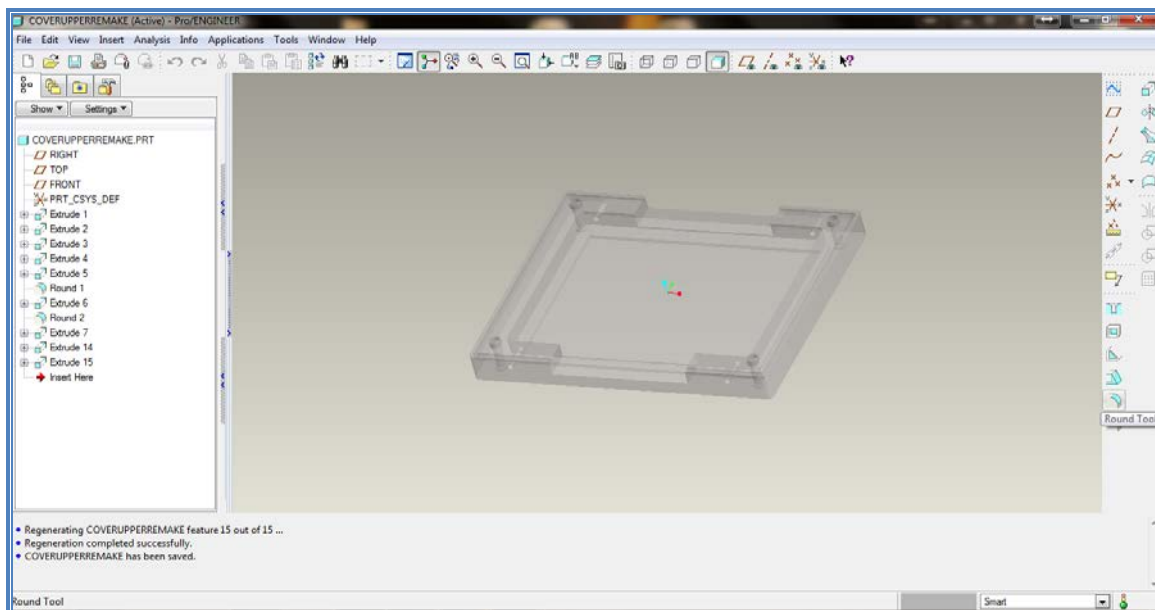 COVERUPPERREMAKE (Active) - Pro/ENGINEER
File Edit View Insert Analysis Info Applications Tools Window Help
Show Settings
COVERUPPERREMAKE.PRT
RIGHT
TOP
FRONT
PRT_CSYS_DEF
Extrude 1
Extrude 2
Extrude 3
Extrude 4
Extrude 5
Round 1
Extrude 6
Round 2
Extrude 7
Extrude 14
Extrude 15
Insert Here
Round Tool
• Regenerating COVERUPPERREMAKE feature 15 out of 15 ...
• Regeneration completed successfully.
• COVERUPPERREMAKE has been saved.
Round Tool
Smart